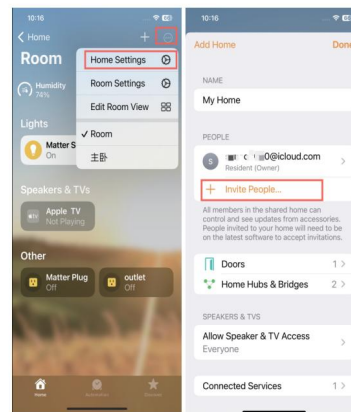 10:16
Home
Room
Home Settings
Room Settings
Edit Room View
Room
主卧
Humidity
74%
Lights
Matter S
On
Speakers & TVs
Apple TV
Not Playing
Other
Matter Plug
Off
outlet
Off
Home
Automation
Discover
10:16
Add Home
Done
NAME
My Home
PEOPLE
S
0@icloud.com
Resident (Owner)
Invite People...
All members in the shared home can
control and see updates from accessories.
People invited to your home will need to be
on the latest software to accept invitations.
Doors
1
Home Hubs & Bridges
2
SPEAKERS & TVS
Allow Speaker & TV Access
Everyone
Connected Services
1